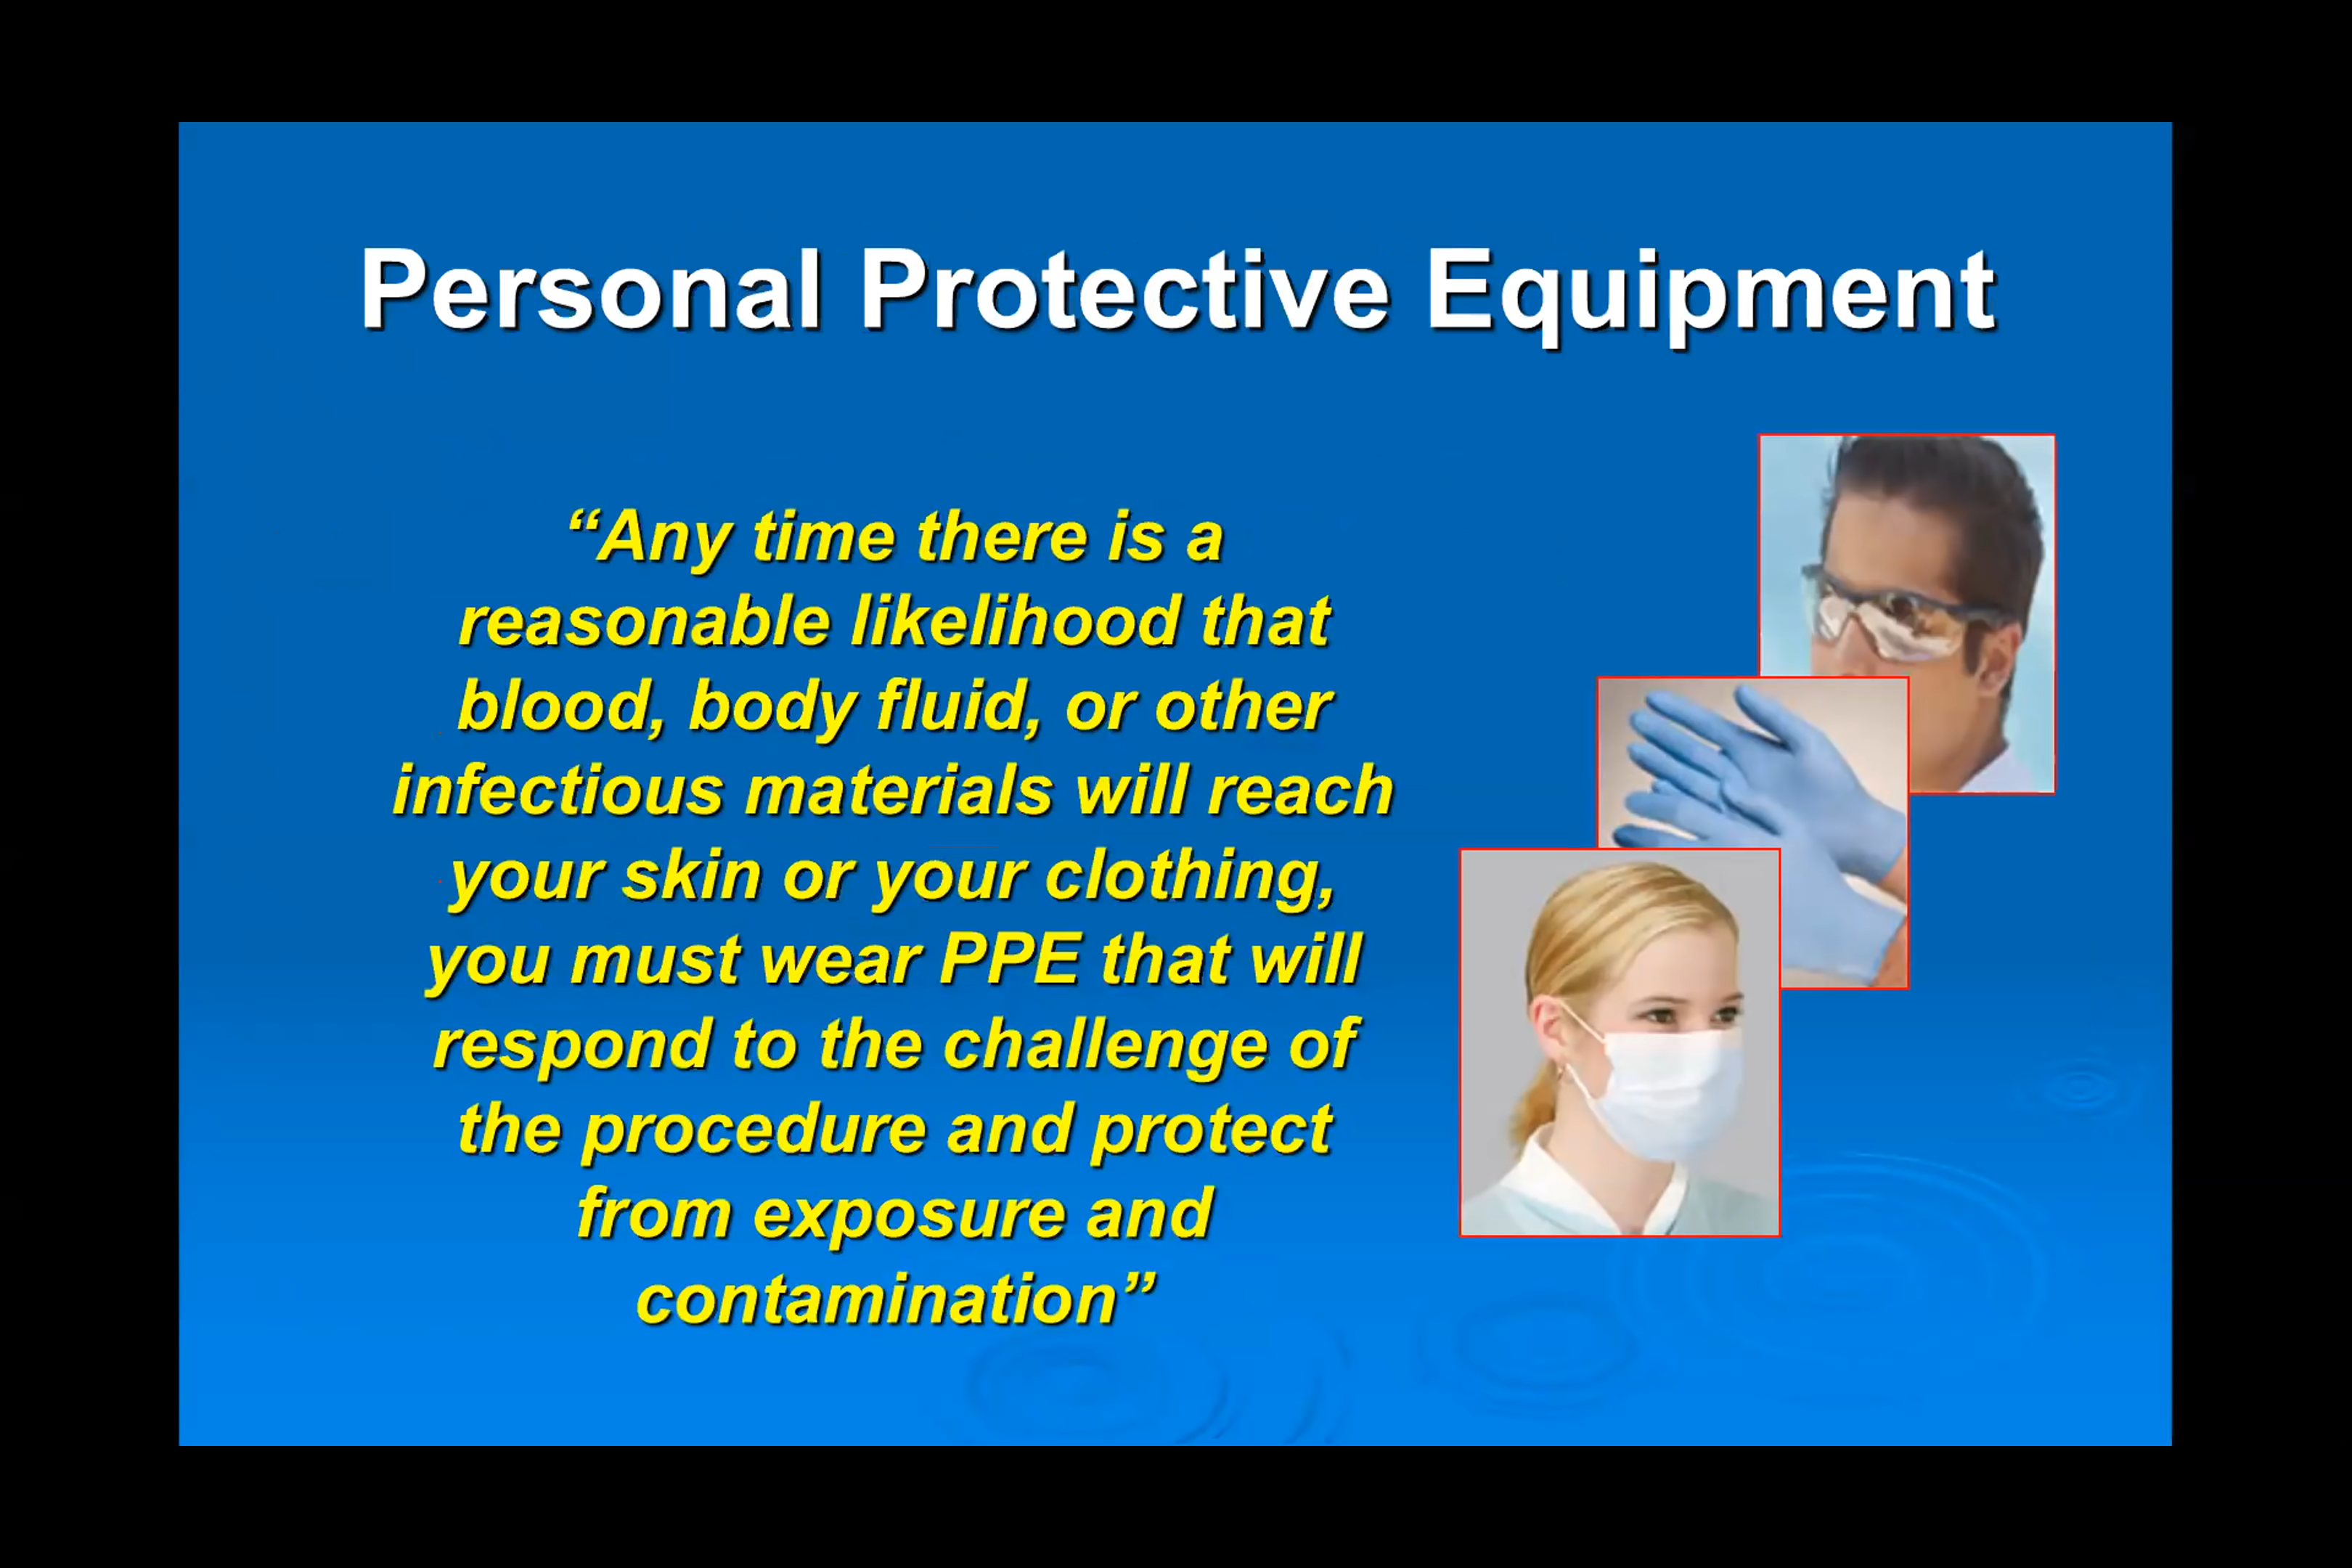 Personal Protective Equipment
“Any time there is a
reasonable likelihood that
blood, body fluid, or other
infectious materials will reach
your skin or your clothing,
you must wear PPE that will
respond to the challenge of
the procedure and protect
from exposure and
contamination”